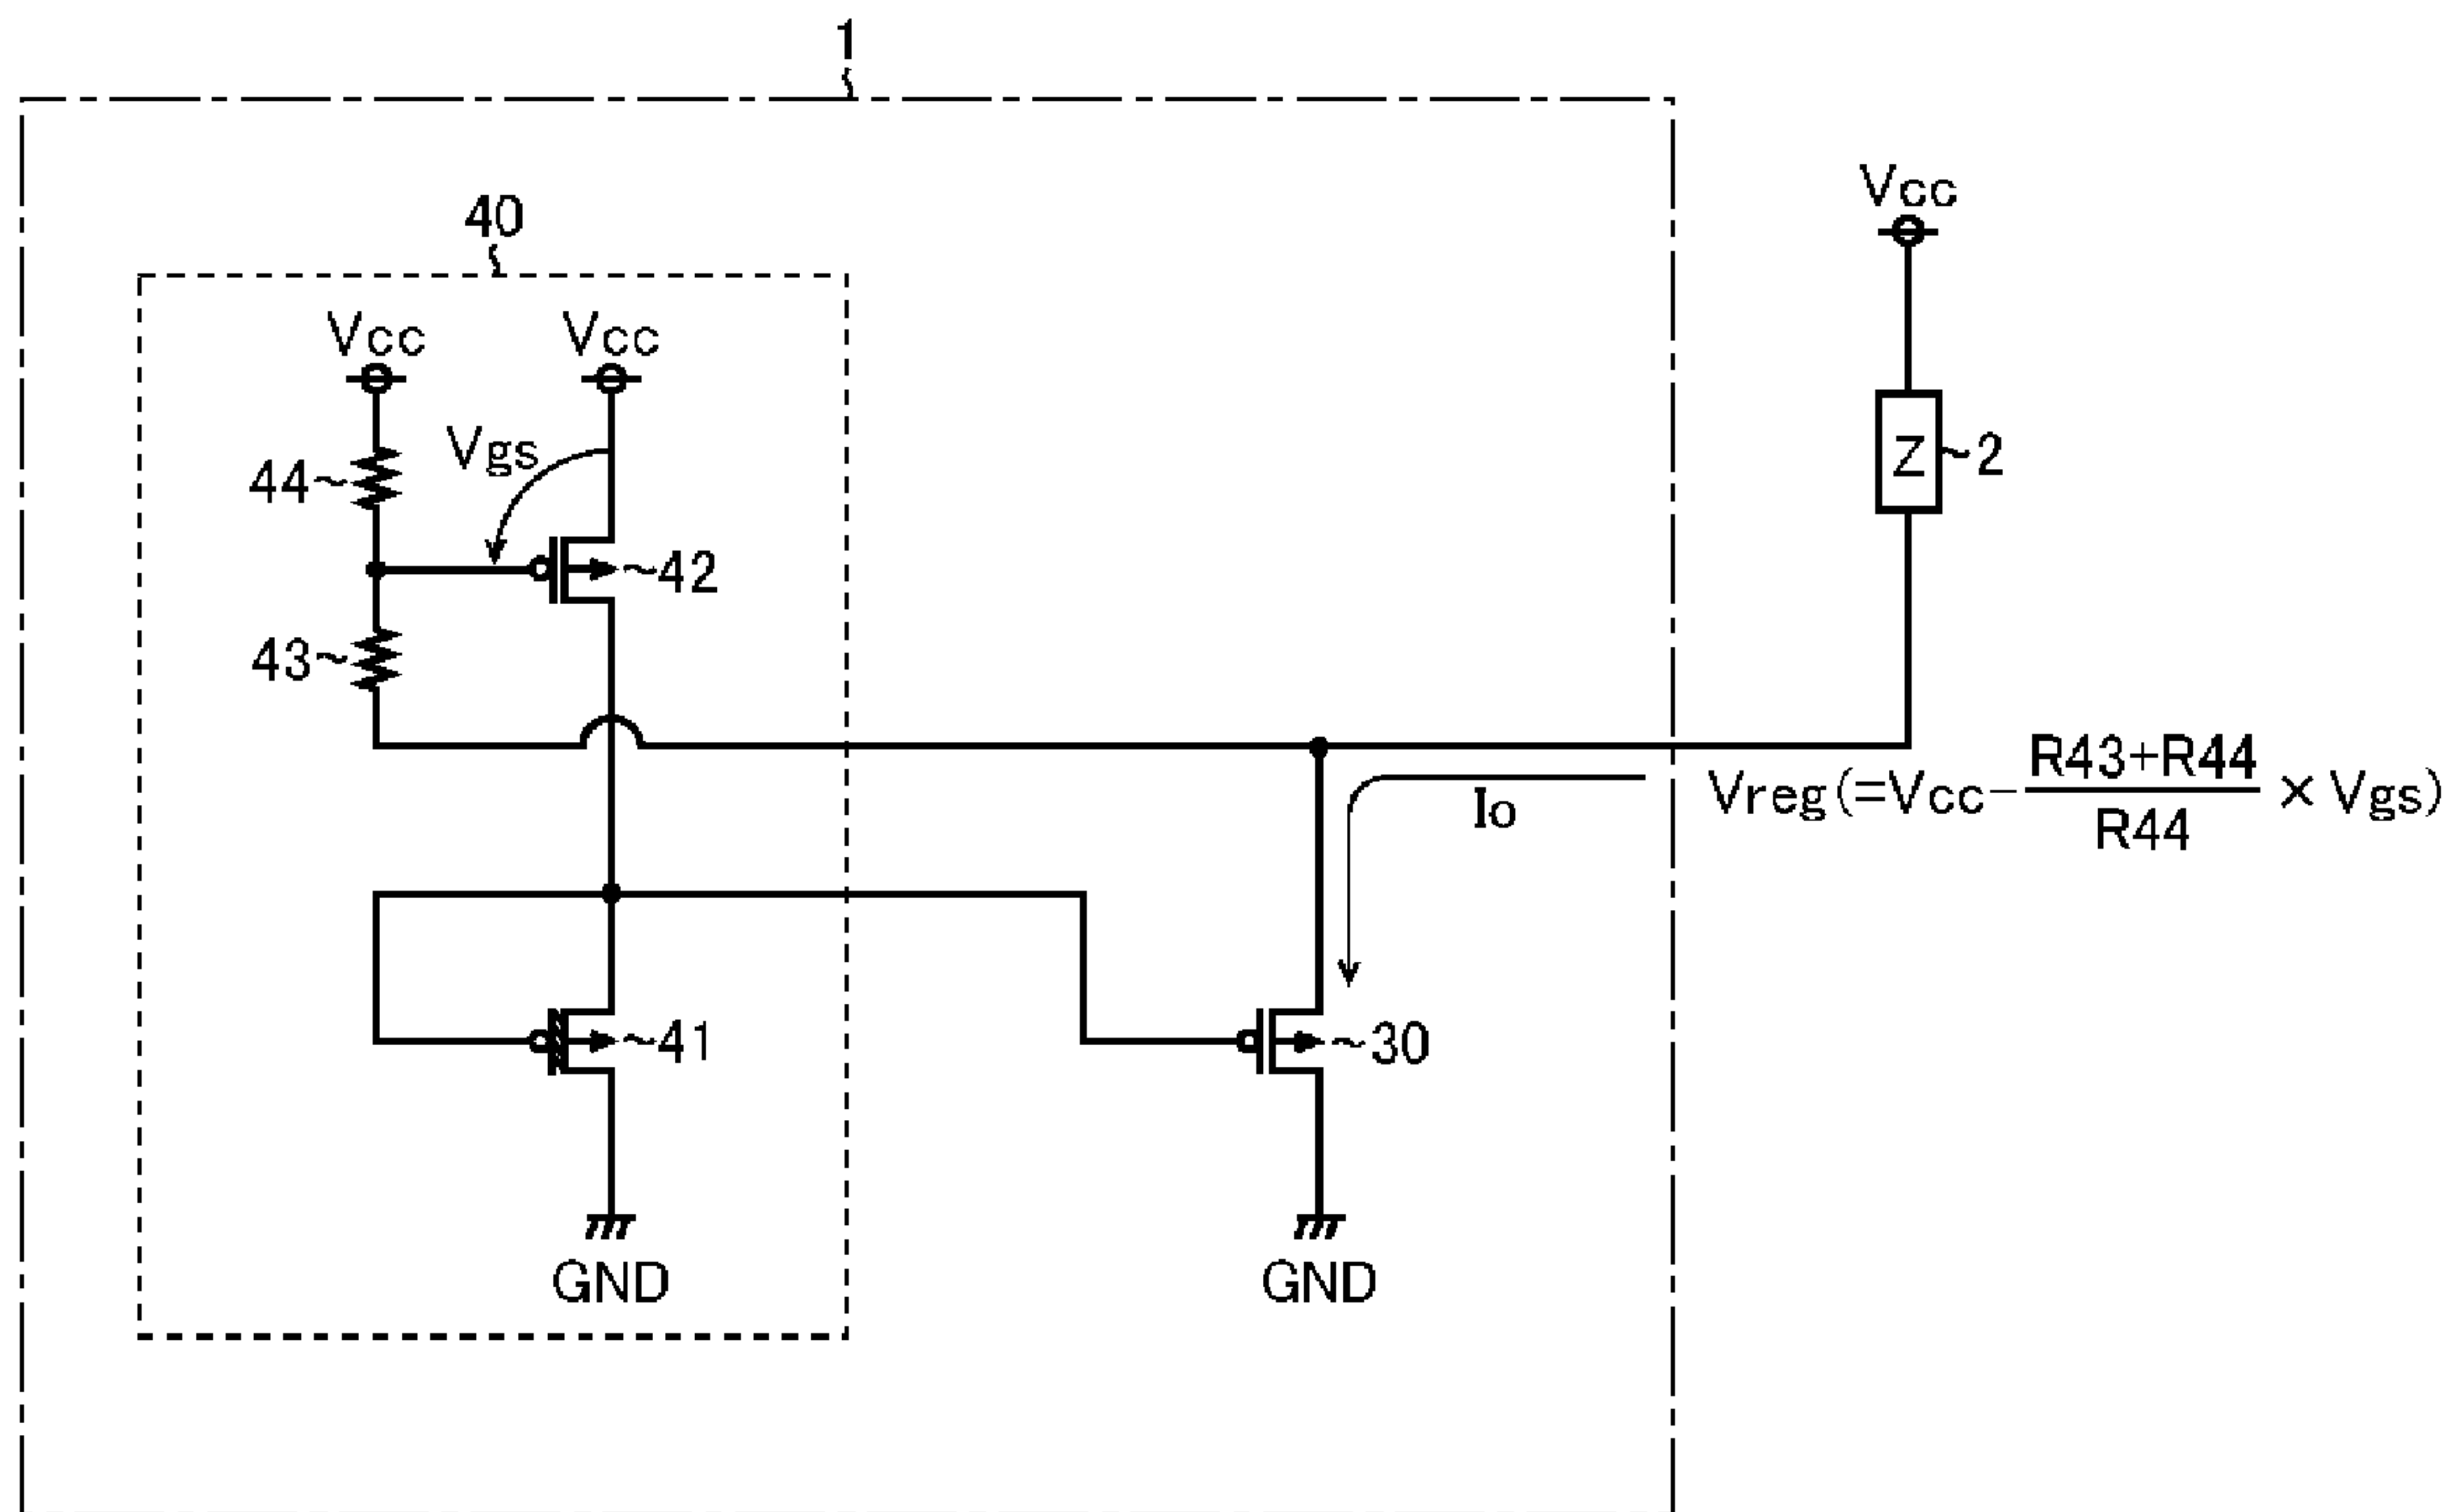 1
Vcc
40
Vcc
Vcc
Vgs
44~
Z~2
~42
43~
Vreg(=Vcc-R43+R44/R44×Vgs)
Io
~41
~30
GND
GND